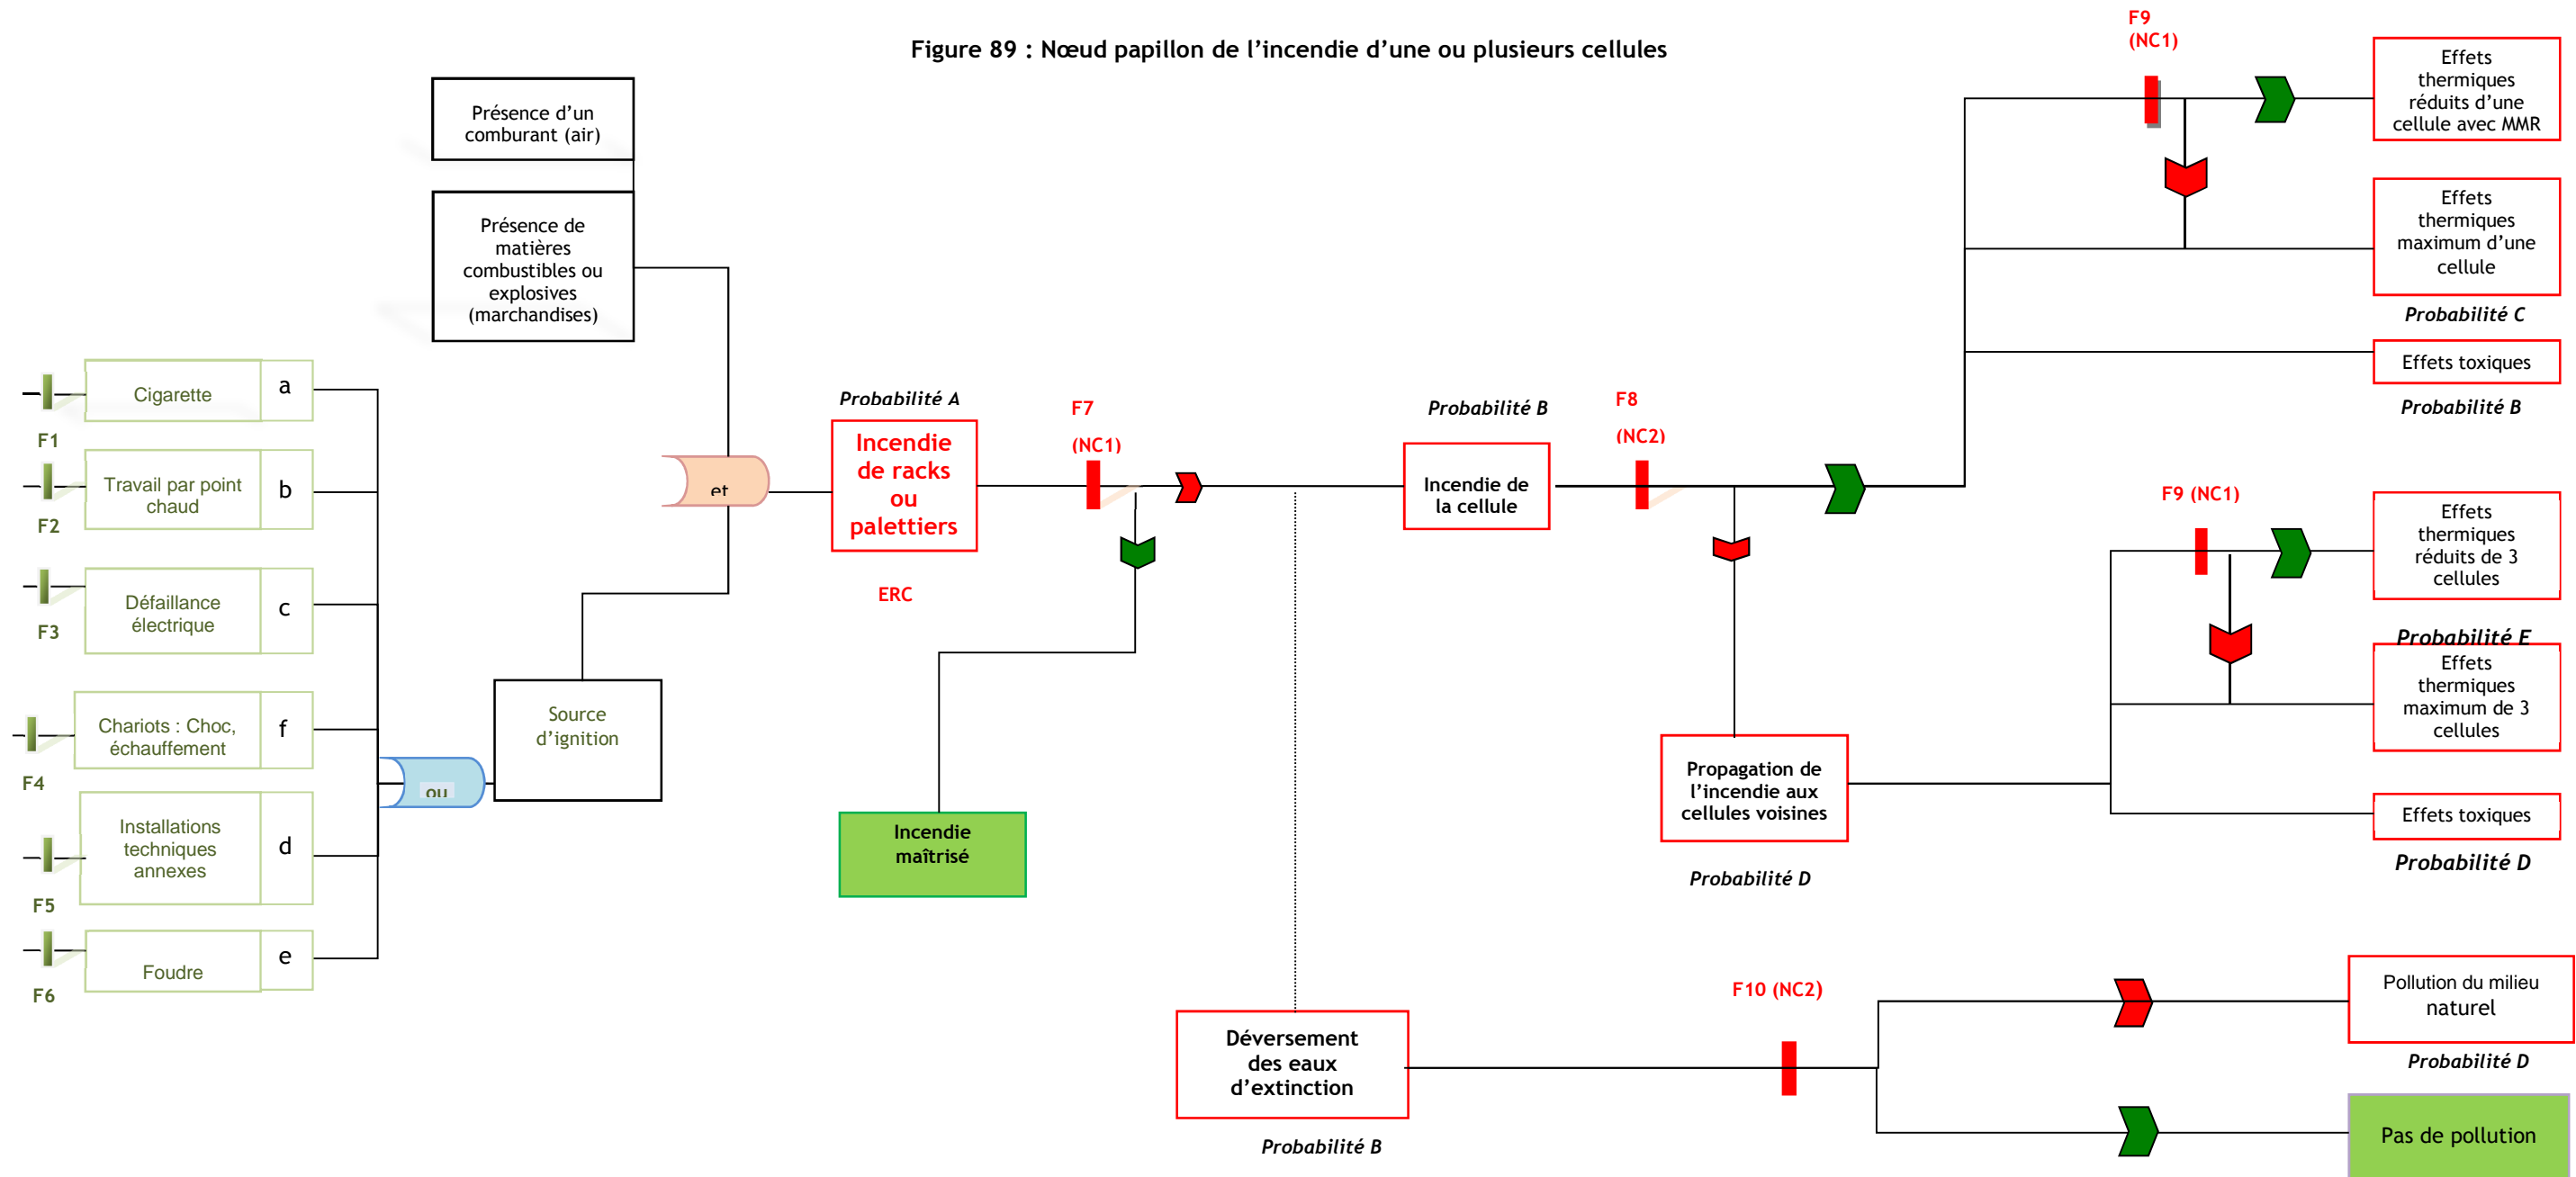 Figure 89 : Nœud papillon de l'incendie d'une ou plusieurs cellules
Présence d'un
comburant (air)
Présence de
matières
combustibles ou
explosives
(marchandises)
Cigarette
a
F1
Travail par point
chaud
b
F2
Défaillance
électrique
c
F3
Chariots : Choc,
échauffement
f
F4
Installations
techniques
annexes
d
F5
Foudre
e
F6
ou
Source
d'ignition
et
Probabilité A
Incendie
de racks
ou
palettiers
ERC
F7
(NC1)
Incendie
maîtrisé
Probabilité B
Incendie de
la cellule
F8
(NC2)
Propagation de
l'incendie aux
cellules voisines
Probabilité D
Déversement
des eaux
d'extinction
Probabilité B
F9
(NC1)
Effets
thermiques
réduits d'une
cellule avec MMR
Effets
thermiques
maximum d'une
cellule
Probabilité C
Effets toxiques
Probabilité B
F9 (NC1)
Effets
thermiques
réduits de 3
cellules
Probabilité E
Effets
thermiques
maximum de 3
cellules
Effets toxiques
Probabilité D
F10 (NC2)
Pollution du milieu
naturel
Probabilité D
Pas de pollution